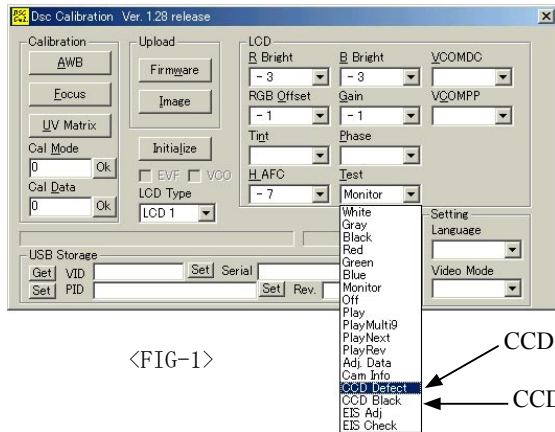 Dsc Calibration Ver. 1.28 release
Calibration
AWB
Focus
UV Matrix
Cal Mode
0 Ok
Cal Data
0 Ok
Upload
Firmware
Image
Initialize
EVF VCO
LCD Type
LCD 1
LCD
R Bright B Bright VCOMDC
- 3 - 3
RGB Offset Gain VCOMPP
- 1 - 1
Tint Phase
H AFC Test
- 7 Monitor
White
Gray
Black
Red
Green
Blue
Monitor
Off
Play
PlayMulti9
PlayNext
PlayRev
Adj. Data
Cam Info
CCD Defect
CCD Black
EIS Adj
EIS Check
Setting
Language
Video Mode
USB Storage
Get VID Set Serial
Set PID Set Rev.
<FIG-1>
CCD
CCD